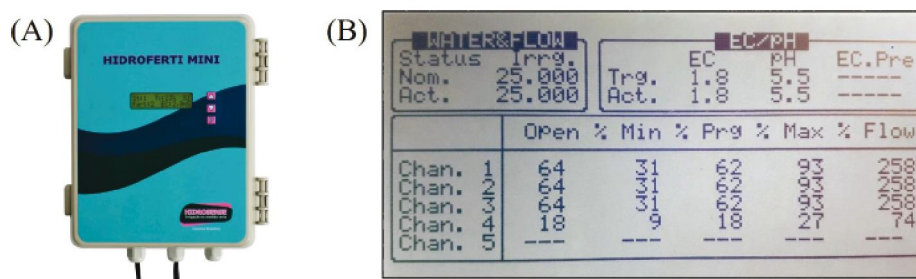 (A)
HIDROFERTI MINI
HIDROSENSE
(B)
WATER&FLOW
Status Irrg.
Nom. 25.000
Act. 25.000
EC/PH
EC PH EC.Pre
Trg. 1.8 5.5 -----
Act. 1.8 5.5 -----
Open % Min % Prg % Max % Flow
Chan. 1 64 31 62 93 258
Chan. 2 64 31 62 93 258
Chan. 3 64 31 62 93 258
Chan. 4 18 9 18 27 74
Chan. 5 --- --- --- --- ---